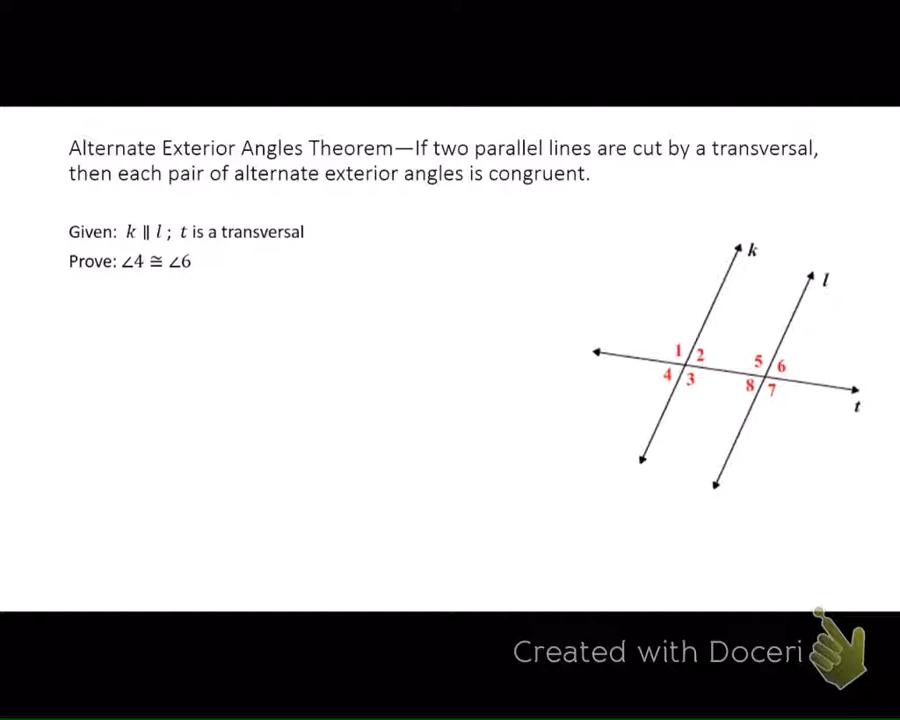 Alternate Exterior Angles Theorem—If two parallel lines are cut by a transversal,
then each pair of alternate exterior angles is congruent.
Given: k ∥ l ; t is a transversal
Prove: ∠4 ≅ ∠6
k
l
1 2
5 6
4 3
8 7
t
Created with Doceri